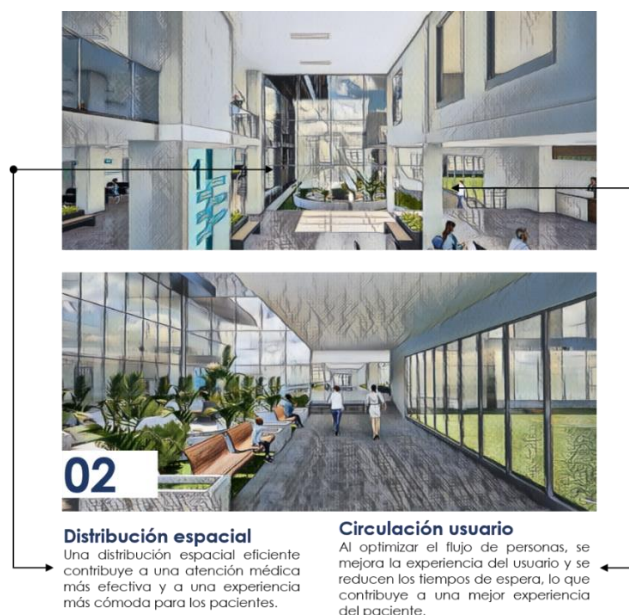 02
Distribución espacial
Una distribución espacial eficiente
contribuye a una atención médica
más efectiva y a una experiencia
más cómoda para los pacientes.
Circulación usuario
Al optimizar el flujo de personas, se
mejora la experiencia del usuario y se
reducen los tiempos de espera, lo que
contribuye a una mejor experiencia
del paciente.